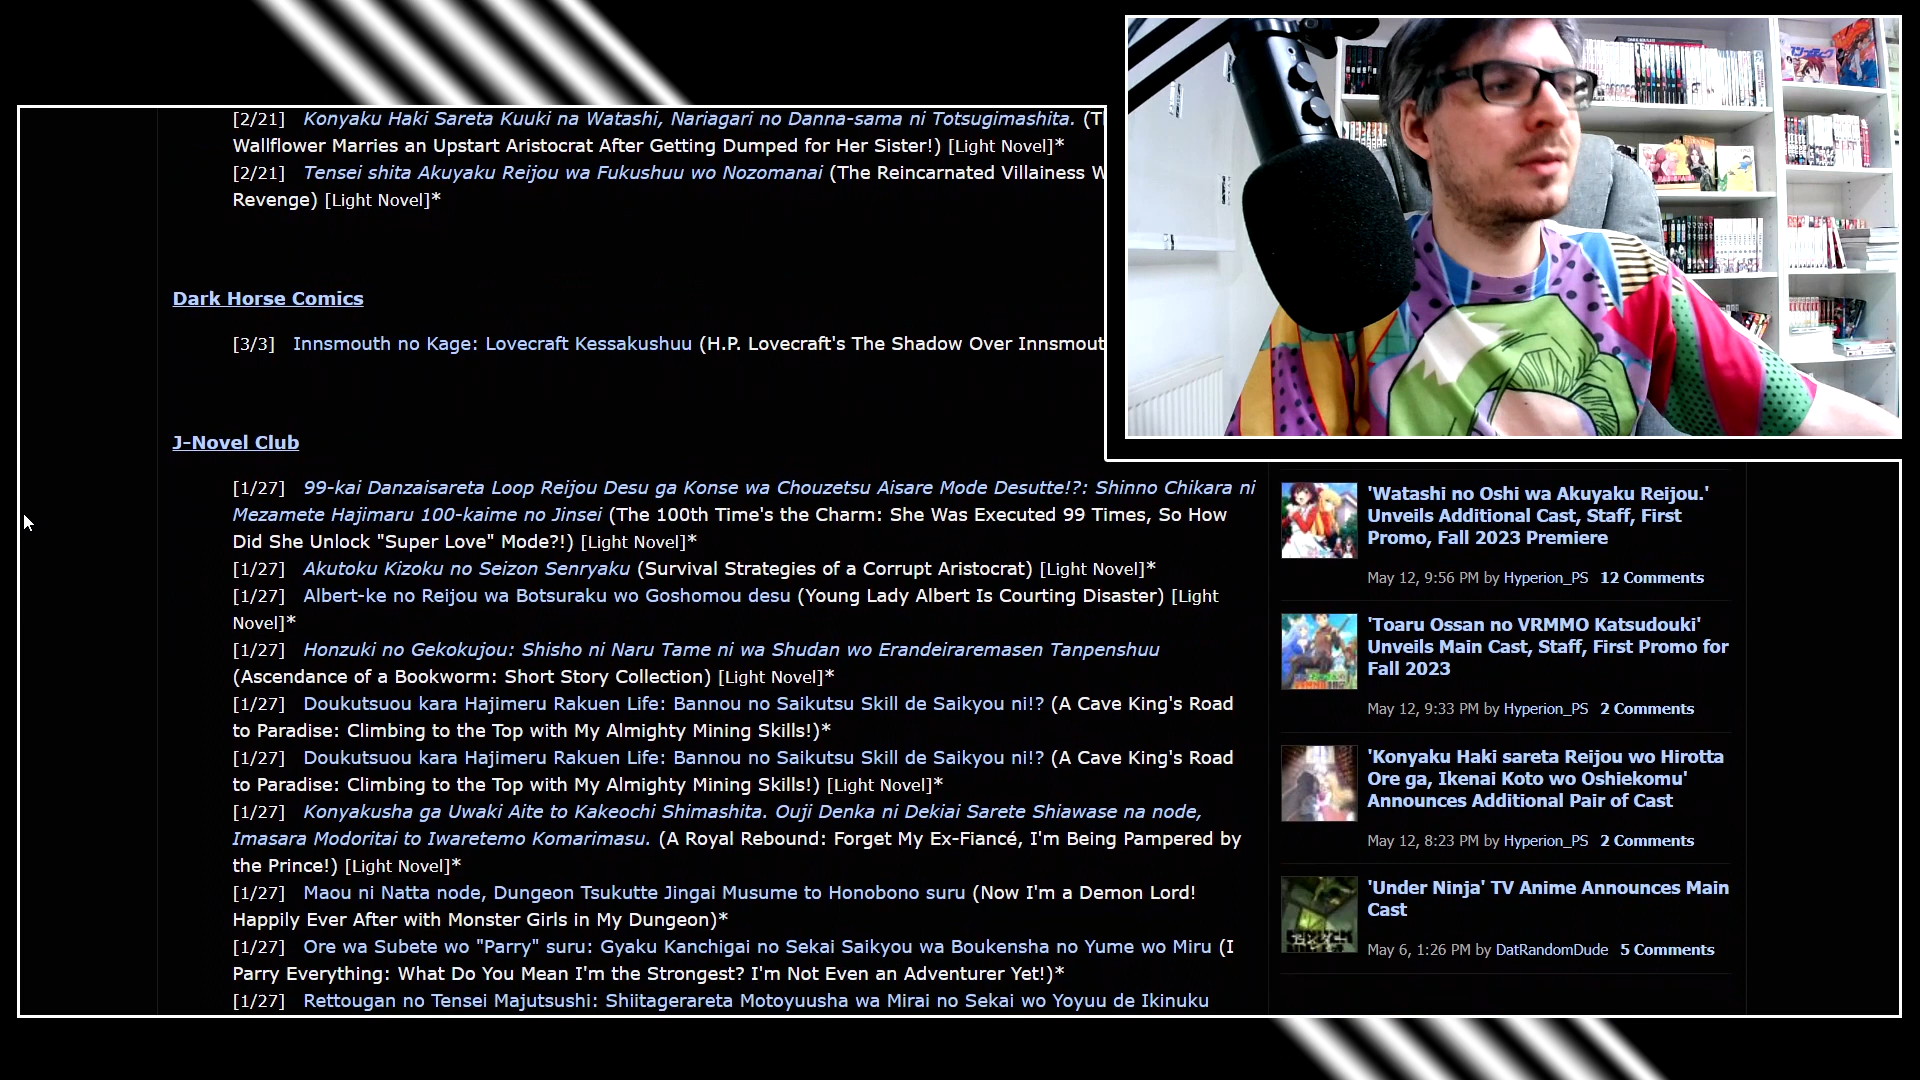 [2/21] Konyaku Haki Sareta Kuuki na Watashi, Nariagari no Danna-sama ni Totsugimashita.
Wallflower Marries an Upstart Aristocrat After Getting Dumped for Her Sister!) [Light Novel]*
[2/21] Tensei shita Akuyaku Reijou wa Fukushuu wo Nozomanai (The Reincarnated Villainess
Revenge) [Light Novel]*
Dark Horse Comics
[3/3] Innsmouth no Kage: Lovecraft Kessakushuu (H.P. Lovecraft's The Shadow Over
J-Novel Club
[1/27] 99-kai Danzaisareta Loop Reijou Desu ga Konse wa Chouzetsu Aisare Mode Desutte!?: Shinno Chikara ni
Mezamete Hajimaru 100-kaime no Jinsei (The 100th Time's the Charm: She Was Executed 99 Times, So How
Did She Unlock "Super Love" Mode?!) [Light Novel]*
[1/27] Akutoku Kizoku no Seizon Senryaku (Survival Strategies of a Corrupt Aristocrat) [Light Novel]*
[1/27] Albert-ke no Reijou wa Botsuraku wo Goshomou desu (Young Lady Albert Is Courting Disaster) [Light
Novel]*
[1/27] Honzuki no Gekokujou: Shisho ni Naru Tame ni wa Shudan wo Erandeiraremasen Tanpenshuu
(Ascendance of a Bookworm: Short Story Collection) [Light Novel]*
[1/27] Doukutsuou kara Hajimeru Rakuen Life: Bannou no Saikutsu Skill de Saikyou ni!? (A Cave King's Road
to Paradise: Climbing to the Top with My Almighty Mining Skills!)*
[1/27] Doukutsuou kara Hajimeru Rakuen Life: Bannou no Saikutsu Skill de Saikyou ni!? (A Cave King's Road
to Paradise: Climbing to the Top with My Almighty Mining Skills!) [Light Novel]*
[1/27] Konyakusha ga Uwaki Aite to Kakeochi Shimashita. Ouji Denka ni Dekiai Sarete Shiawase na node,
Imasara Modoritai to Iwaretemo Komarimasu. (A Royal Rebound: Forget My Ex-Fiancé, I'm Being Pampered by
the Prince!) [Light Novel]*
[1/27] Maou ni Natta node, Dungeon Tsukutte Jingai Musume to Honobono suru (Now I'm a Demon Lord!
Happily Ever After with Monster Girls in My Dungeon)*
[1/27] Ore wa Subete wo "Parry" suru: Gyaku Kanchigai no Sekai Saikyou wa Boukensha no Yume wo Miru (I
Parry Everything: What Do You Mean I'm the Strongest? I'm Not Even an Adventurer Yet!)*
[1/27] Rettougan no Tensei Majutsushi: Shiitagerareta Motoyuusha wa Mirai no Sekai wo Yoyuu de Ikinuku
'Watashi no Oshi wa Akuyaku Reijou.'
Unveils Additional Cast, Staff, First
Promo, Fall 2023 Premiere
May 12, 9:56 PM by Hyperion_PS 12 Comments
'Toaru Ossan no VRMMO Katsudouki'
Unveils Main Cast, Staff, First Promo for
Fall 2023
May 12, 9:33 PM by Hyperion_PS 2 Comments
'Konyaku Haki sareta Reijou wo Hirotta
Ore ga, Ikenai Koto wo Oshiekomu'
Announces Additional Pair of Cast
May 12, 8:23 PM by Hyperion_PS 2 Comments
'Under Ninja' TV Anime Announces Main
Cast
May 6, 1:26 PM by DatRandomDude 5 Comments